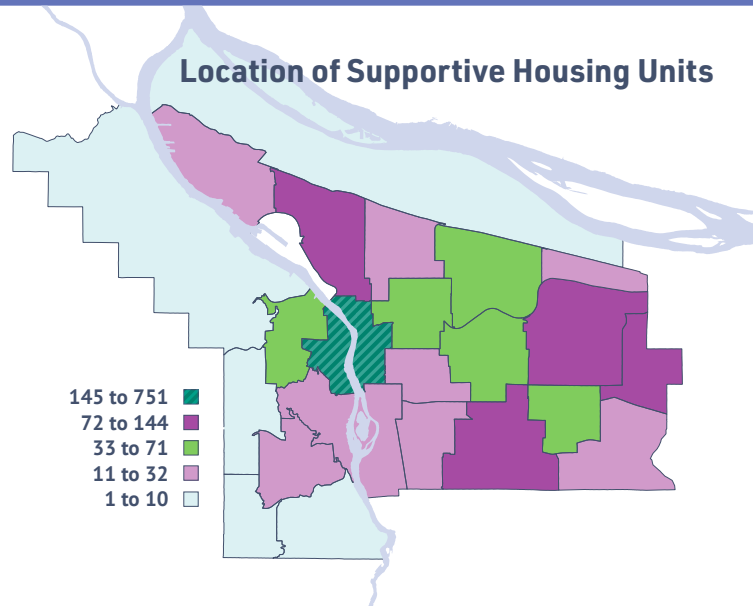 Location of Supportive Housing Units
145 to 751
72 to 144
33 to 71
11 to 32
1 to 10